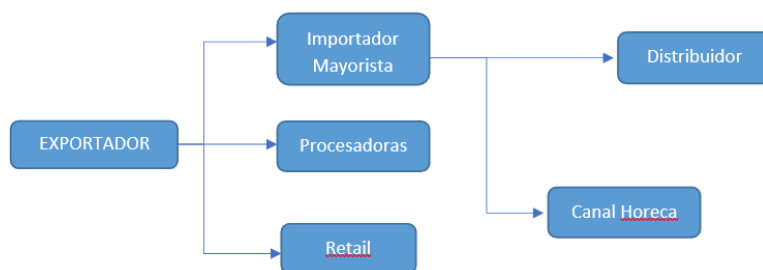 Importador
Mayorista
Distribuidor
EXPORTADOR
Procesadoras
Canal Horeca
Retail